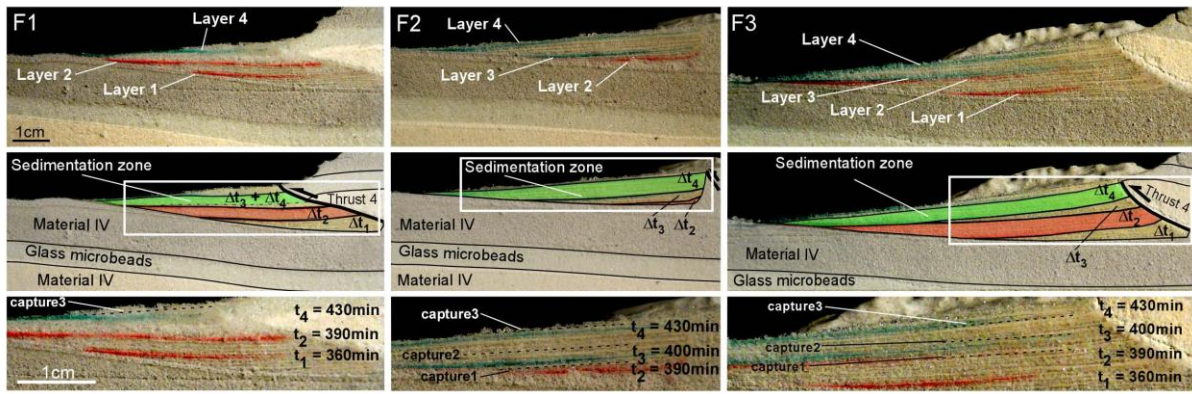 F1
Layer 4
Layer 2
Layer 1
1cm
F2
Layer 4
Layer 3
Layer 2
F3
Layer 4
Layer 3
Layer 2
Layer 1
Sedimentation zone
Δt3 + Δt4
Thrust 4
Δt2
Δt1
Material IV
Glass microbeads
Material IV
Sedimentation zone
Δt4
Δt3
Δt2
Material IV
Glass microbeads
Material IV
Sedimentation zone
Δt4
Thrust 4
Δt2
Δt1
Δt3
Material IV
Glass microbeads
capture3
t4 = 430min
t2 = 390min
t1 = 360min
1cm
capture3
t4 = 430min
capture2
t3 = 400min
capture1
t2 = 390min
capture3
t4 = 430min
capture2
t3 = 400min
capture1
t2 = 390min
t1 = 360min